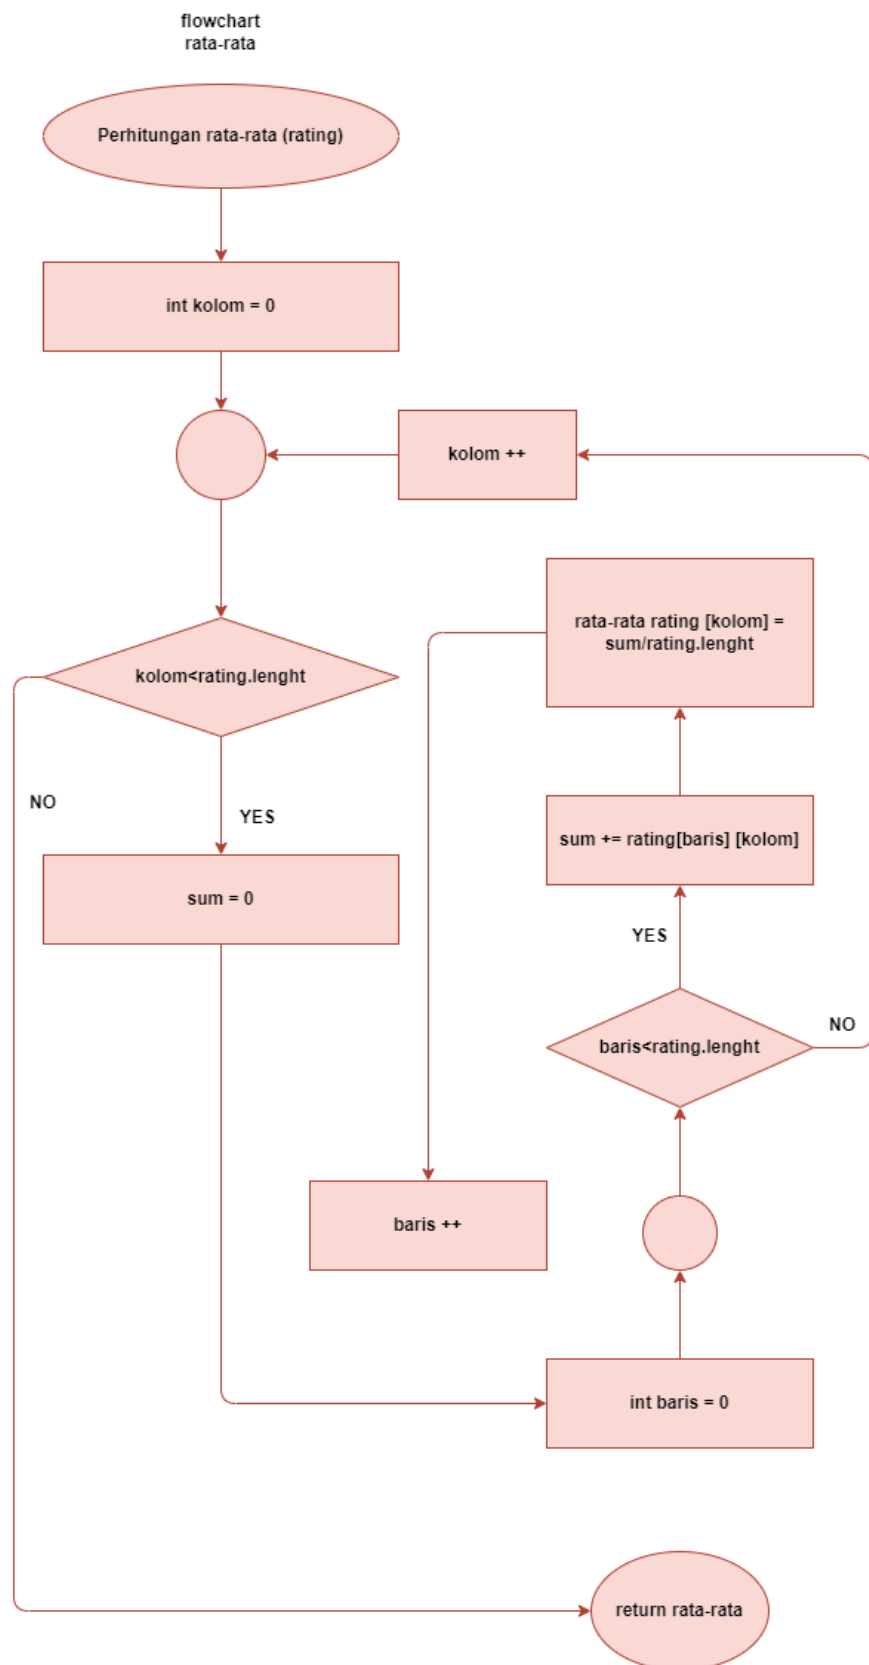 flowchart
rata-rata
Perhitungan rata-rata (rating)
int kolom = 0
kolom ++
rata-rata rating [kolom] =
sum/rating.lenght
kolom<rating.lenght
NO
YES
sum += rating[baris] [kolom]
sum = 0
YES
NO
baris<rating.lenght
baris ++
int baris = 0
return rata-rata